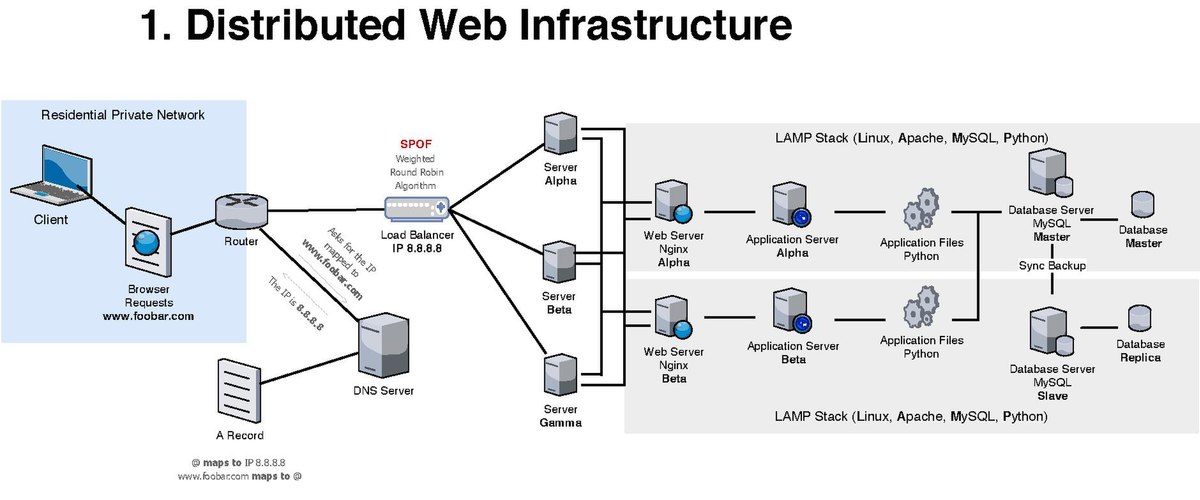 1. Distributed Web Infrastructure
Residential Private Network
Client
Browser
Requests
www.foobar.com
Router
Asks for the IP
mapped to
www.foobar.com
The IP is 8.8.8.8
SPOF
Weighted
Round Robin
Algorithm
Load Balancer
IP 8.8.8.8
DNS Server
A Record
@ maps to IP 8.8.8.8
www.foobar.com maps to @
Server
Alpha
Server
Beta
Server
Gamma
LAMP Stack (Linux, Apache, MySQL, Python)
Web Server
Nginx
Alpha
Application Server
Alpha
Application Files
Python
Database Server
MySQL
Master
Database
Master
Sync Backup
Web Server
Nginx
Beta
Application Server
Beta
Application Files
Python
Database Server
MySQL
Slave
Database
Replica
LAMP Stack (Linux, Apache, MySQL, Python)